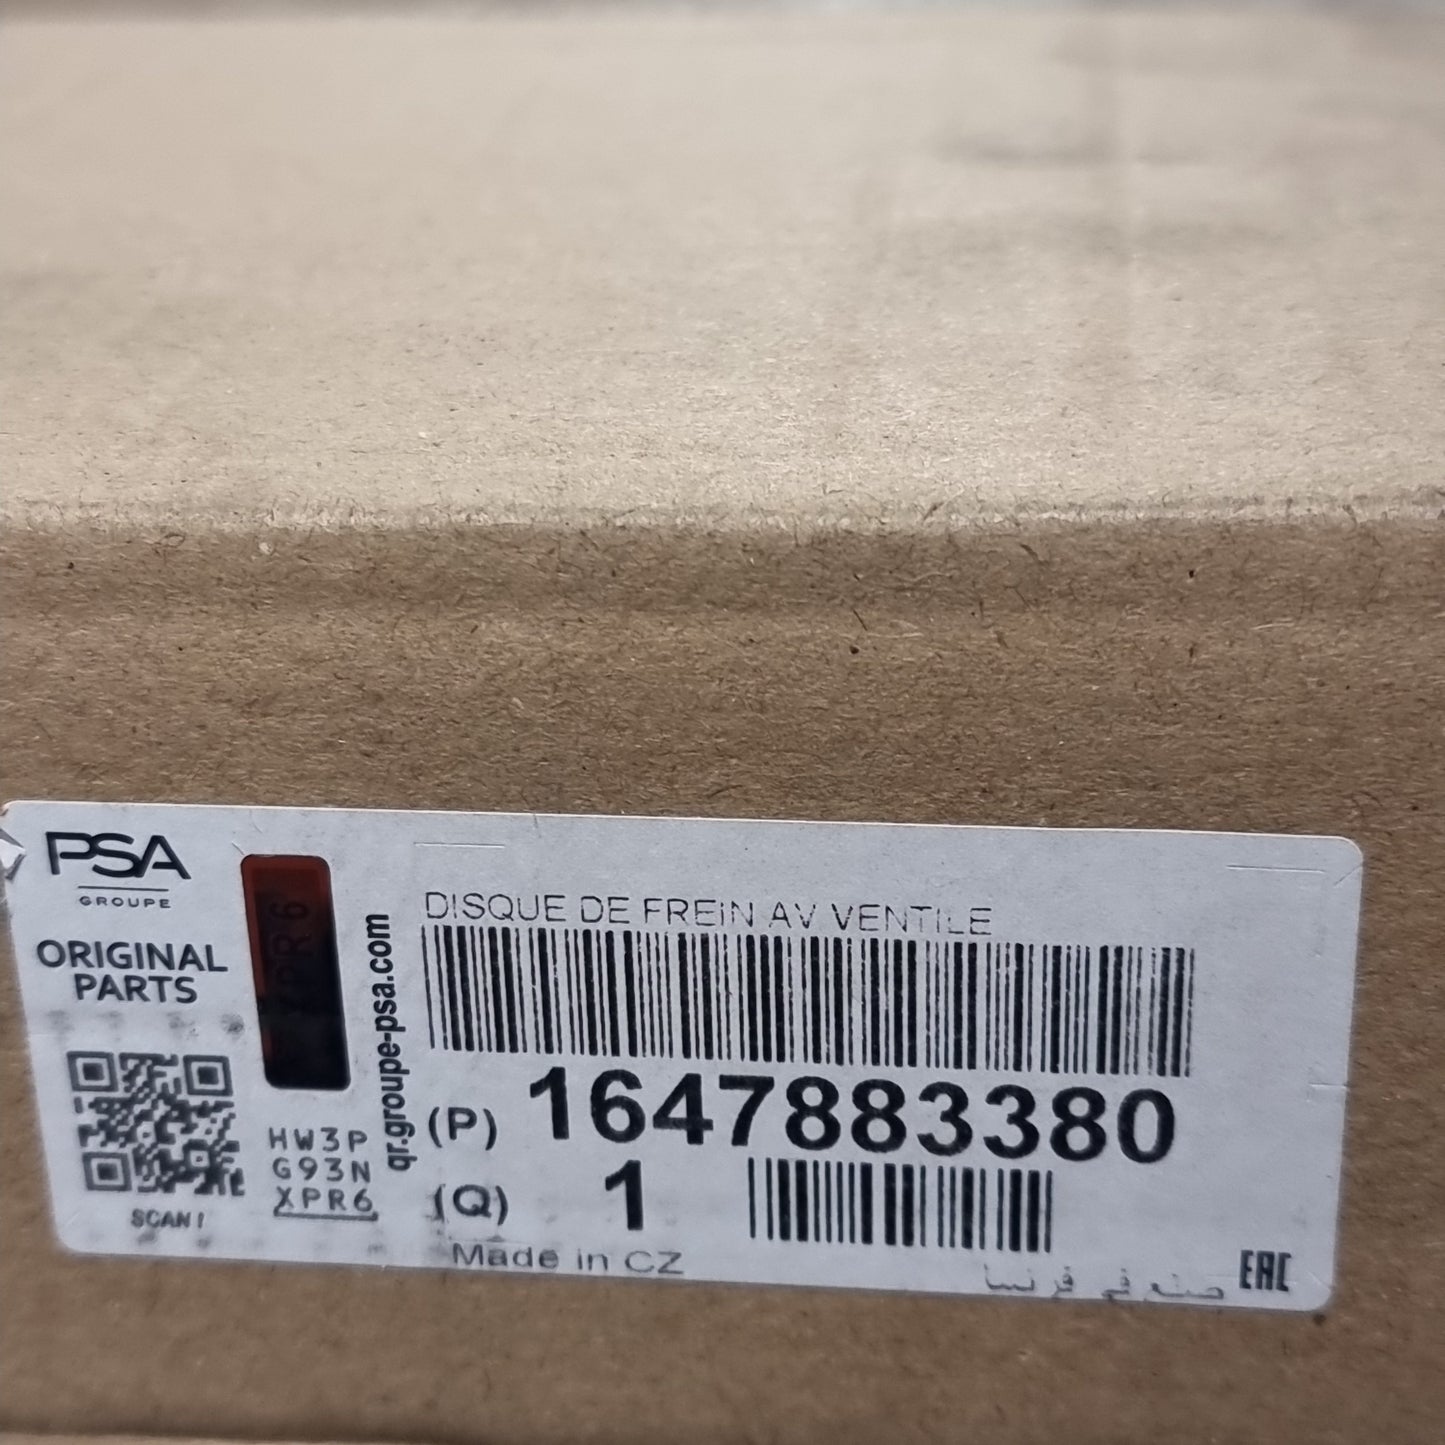 PSA
GROUPE
ORIGINAL
PARTS
SCAN!
XPR6
HW3P
G93N
XPR6
qr.groupe-psa.com
DISQUE DE FREIN AV VENTILE
(P) 1647883380
(Q) 1
Made in CZ
صنع في فرنسا
EAC